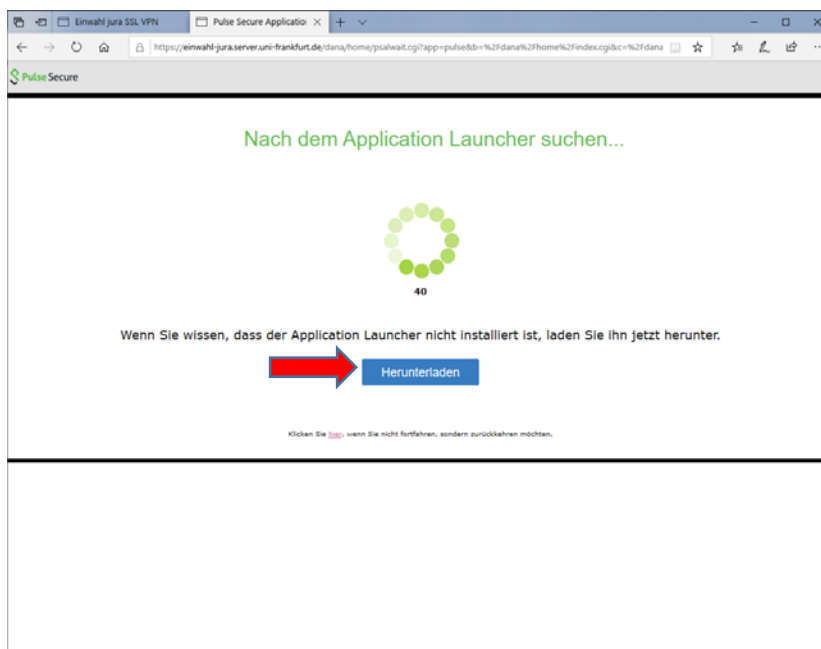 Einwahl jura SSL VPN
Pulse Secure Applicatio
https://einwahl-jura.server.uni-frankfurt.de/dana/home/psalwait.cgi?app=pulse&b=%2Fdana%2Fhome%2Findex.cgi&c=%2Fdana
Pulse Secure
Nach dem Application Launcher suchen...
40
Wenn Sie wissen, dass der Application Launcher nicht installiert ist, laden Sie ihn jetzt herunter.
Herunterladen
Klicken Sie hier, wenn Sie nicht fortfahren, sondern zurückkehren möchten.